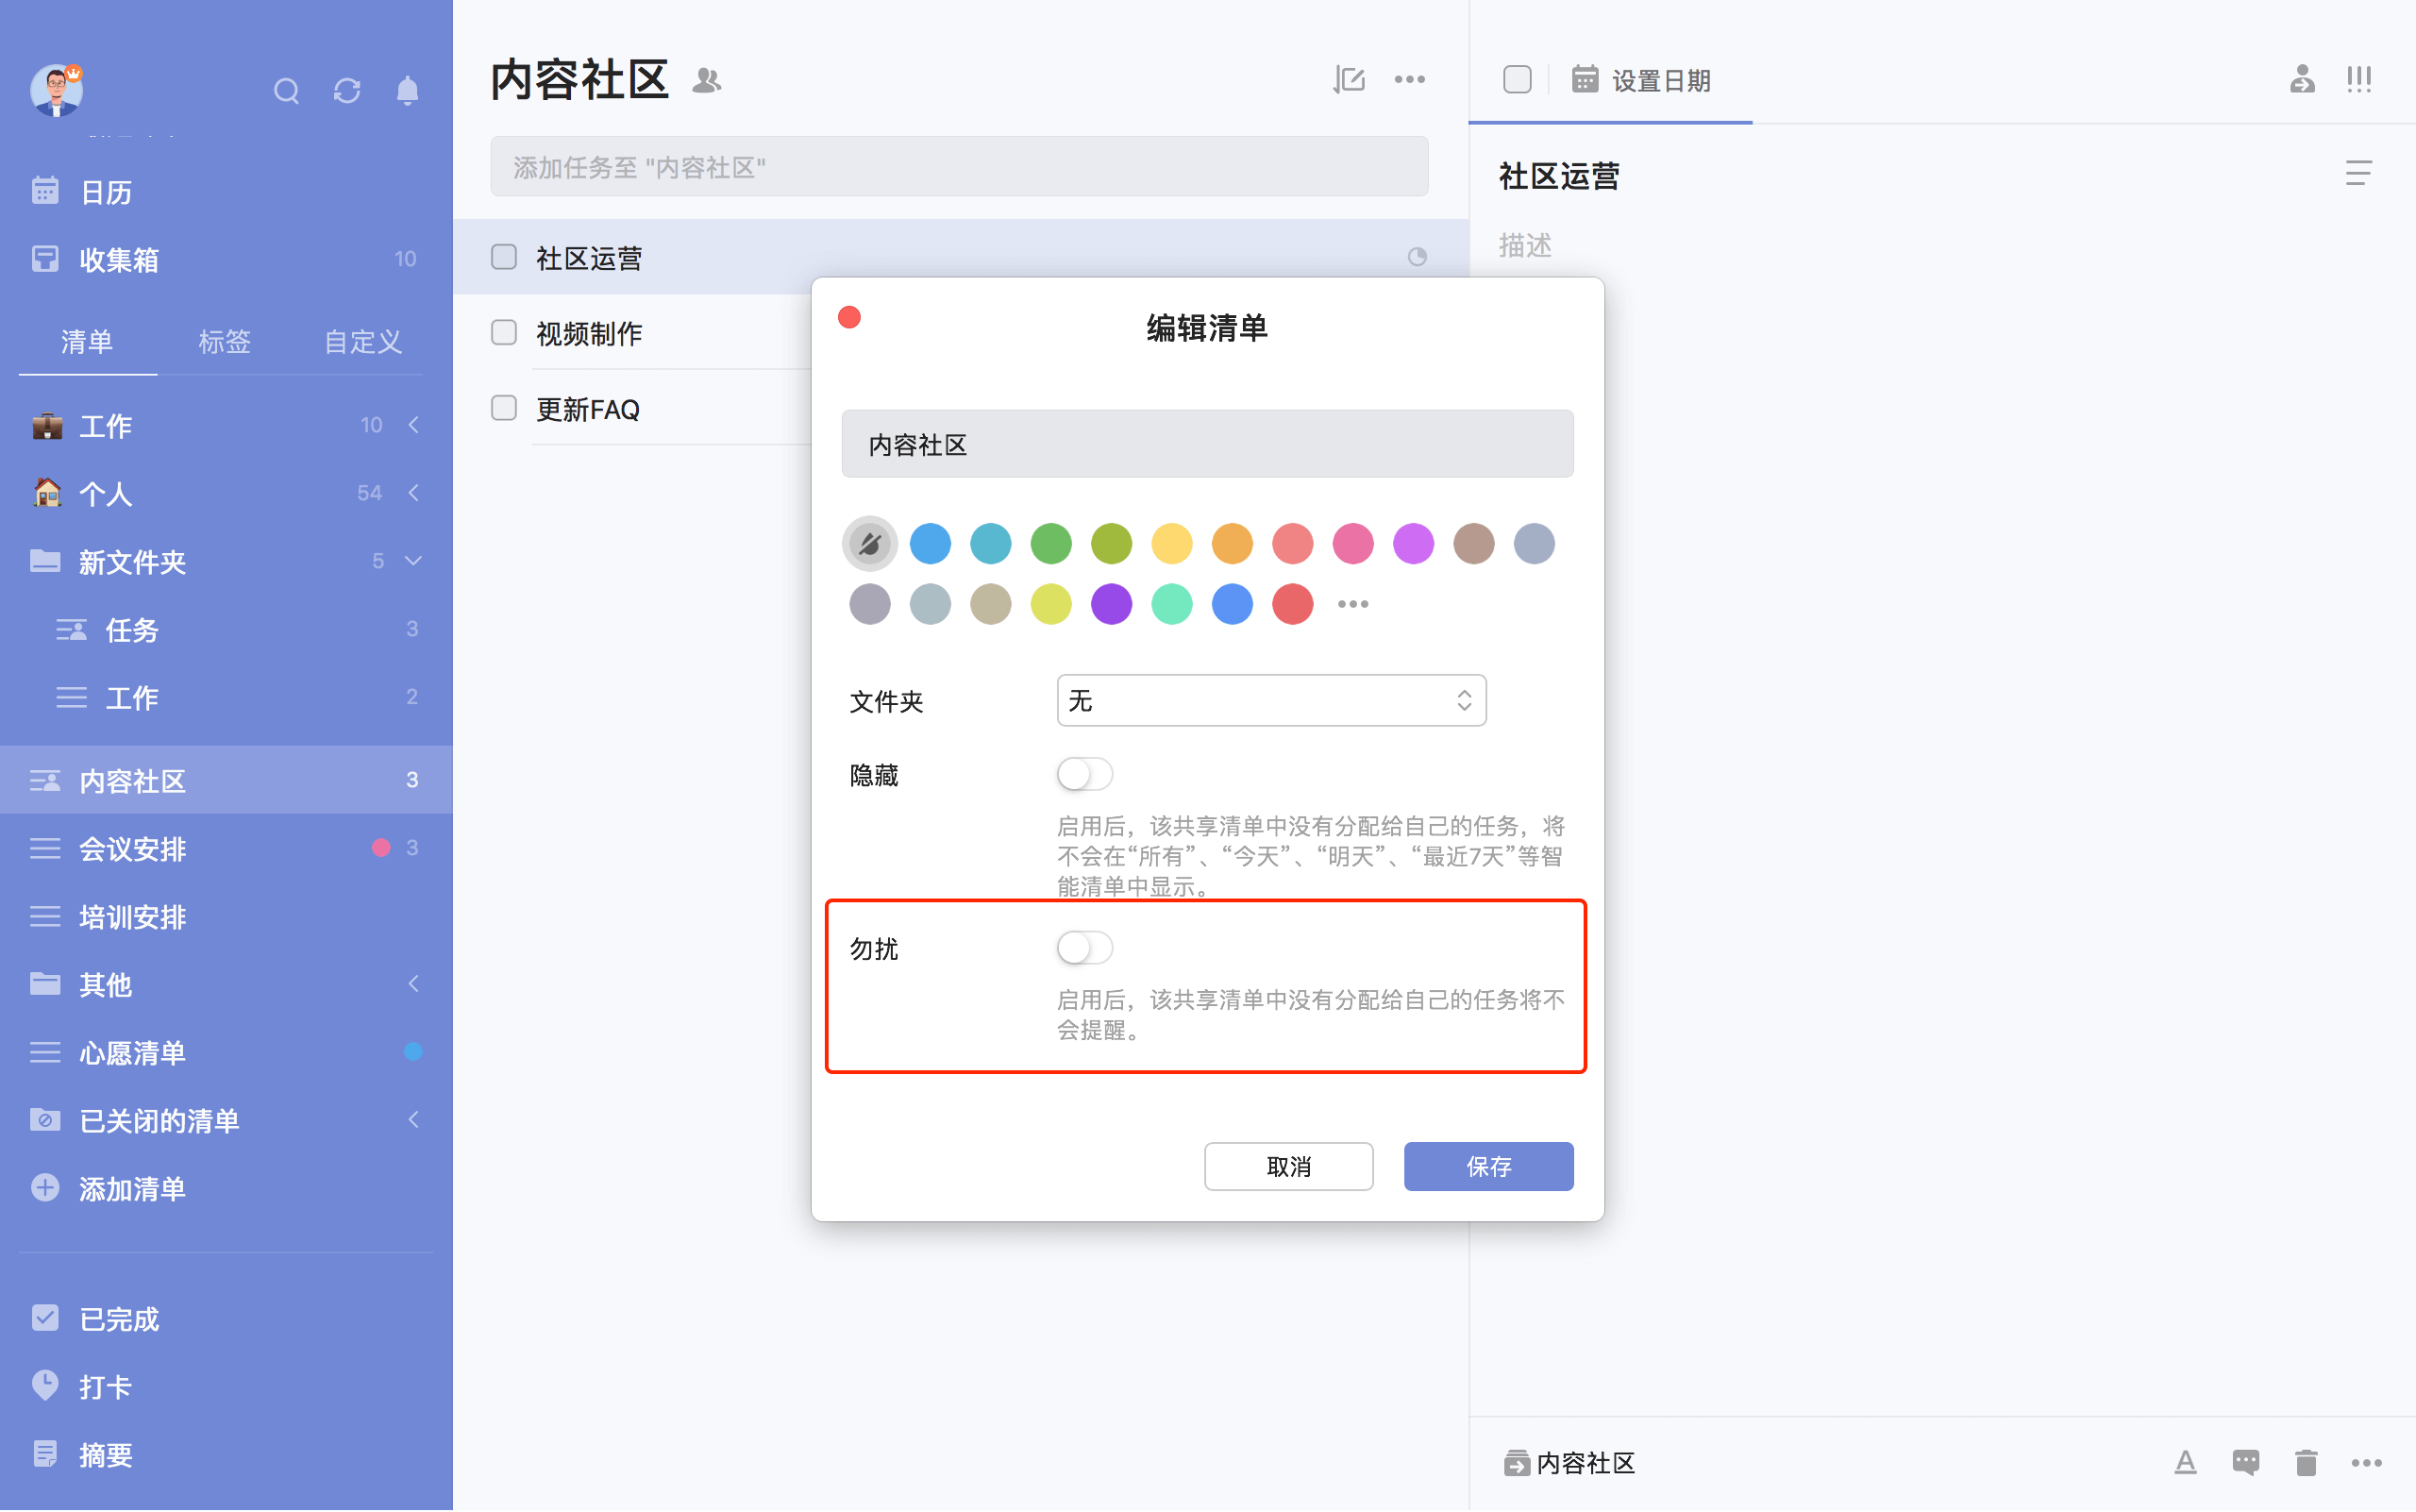 日历
收集箱 10
清单 标签 自定义
工作 10
个人 54
新文件夹 5
任务 3
工作 2
内容社区 3
会议安排 3
培训安排
其他
心愿清单
已关闭的清单
添加清单
已完成
打卡
摘要
内容社区
添加任务至 "内容社区"
社区运营
视频制作
更新FAQ
编辑清单
内容社区
文件夹 无
隐藏
启用后，该共享清单中没有分配给自己的任务，将
不会在“所有”、“今天”、“明天”、“最近7天”等智
能清单中显示。
勿扰
启用后，该共享清单中没有分配给自己的任务将不
会提醒。
取消 保存
设置日期
社区运营
描述
内容社区